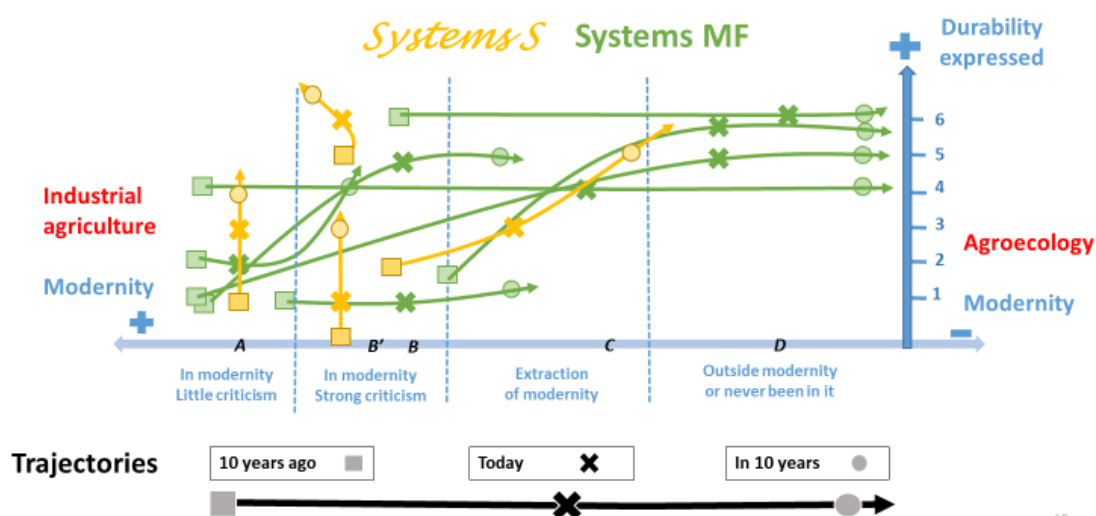 Systems S Systems MF
Durability
expressed
6
5
4
3
2
1
Industrial
agriculture
Modernity
Agroecology
Modernity
A
B’
B
C
D
In modernity
Little criticism
In modernity
Strong criticism
Extraction
of modernity
Outside modernity
or never been in it
Trajectories
10 years ago
Today
In 10 years